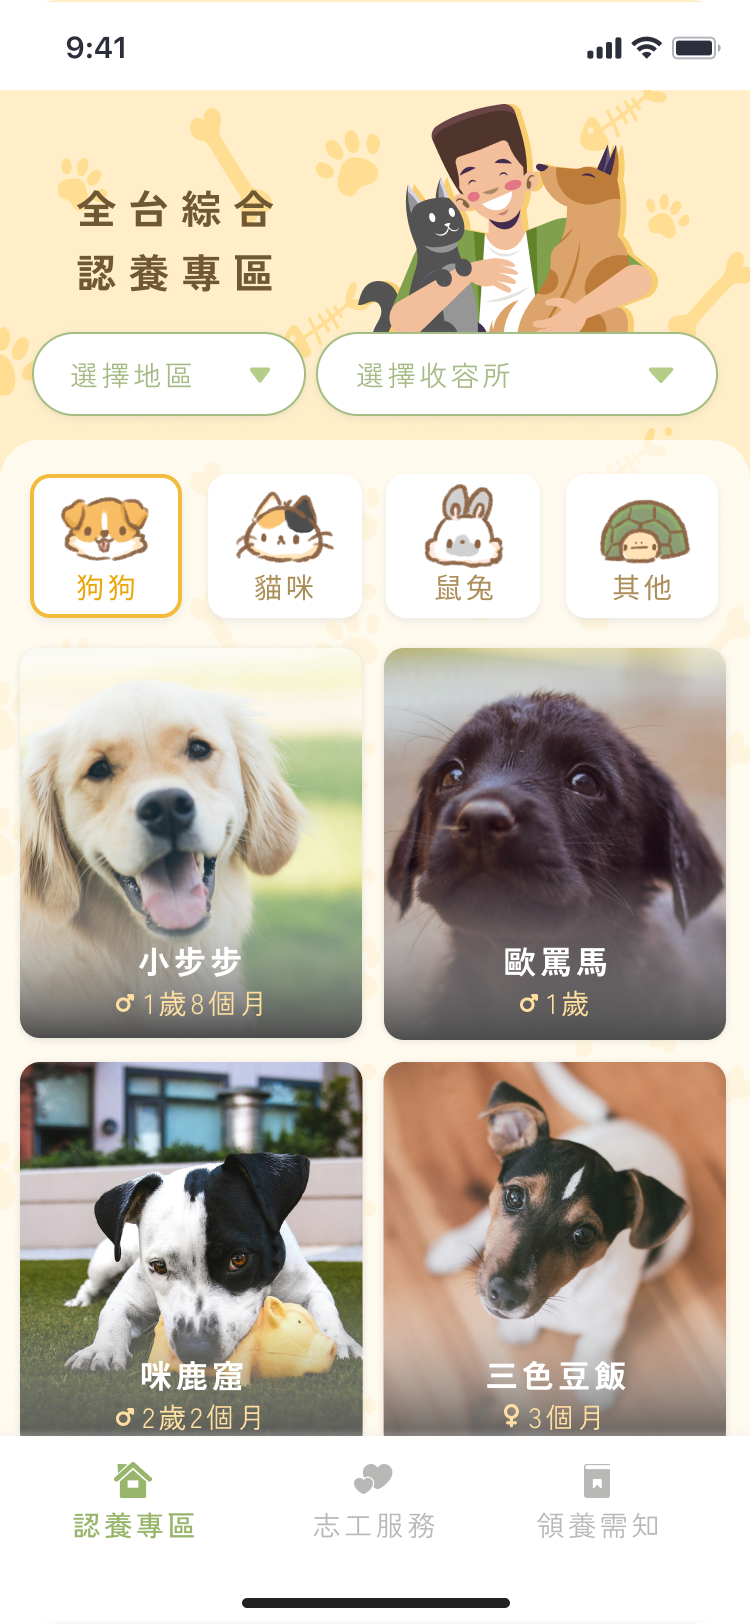 9:41
全台綜合
認養專區
選擇地區
選擇收容所
狗狗
貓咪
鼠兔
其他
小步步
♂1歲8個月
歐罵馬
♂1歲
咪鹿窟
♂2歲2個月
三色豆飯
♀3個月
認養專區
志工服務
領養需知